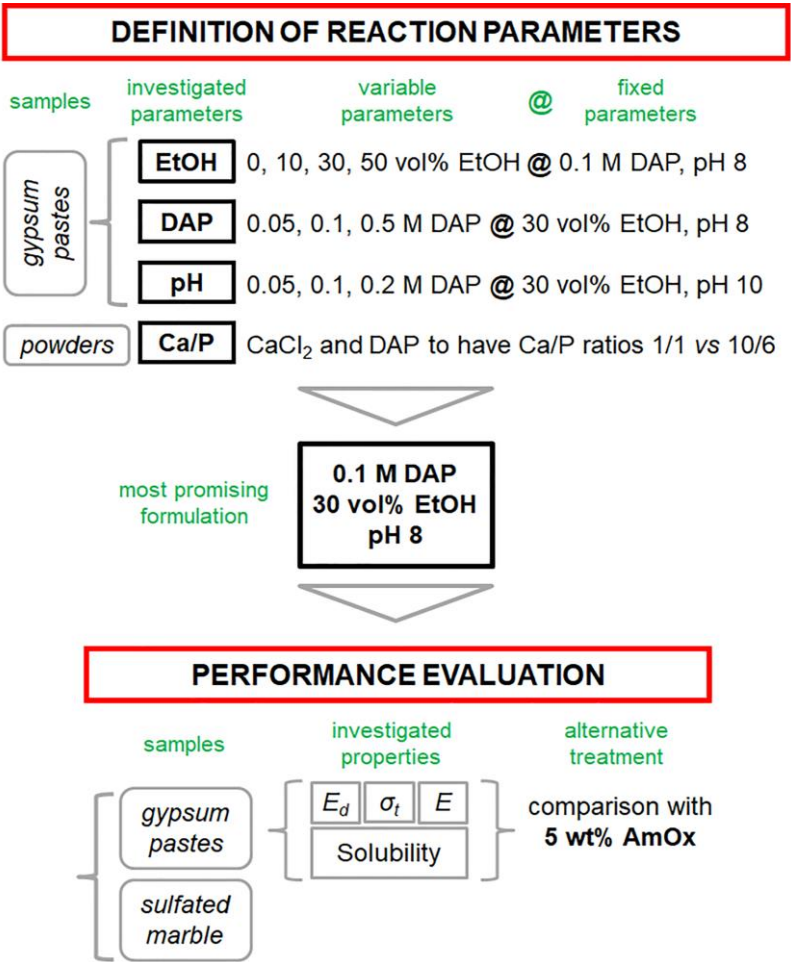 DEFINITION OF REACTION PARAMETERS
samples
investigated parameters
variable parameters
@
fixed parameters
gypsum pastes
EtOH 0, 10, 30, 50 vol% EtOH @ 0.1 M DAP, pH 8
DAP 0.05, 0.1, 0.5 M DAP @ 30 vol% EtOH, pH 8
pH 0.05, 0.1, 0.2 M DAP @ 30 vol% EtOH, pH 10
powders Ca/P CaCl₂ and DAP to have Ca/P ratios 1/1 vs 10/6
most promising formulation
0.1 M DAP
30 vol% EtOH
pH 8
PERFORMANCE EVALUATION
samples
investigated properties
alternative treatment
gypsum pastes
sulfated marble
E_d σ_t E
Solubility
comparison with
5 wt% AmOx